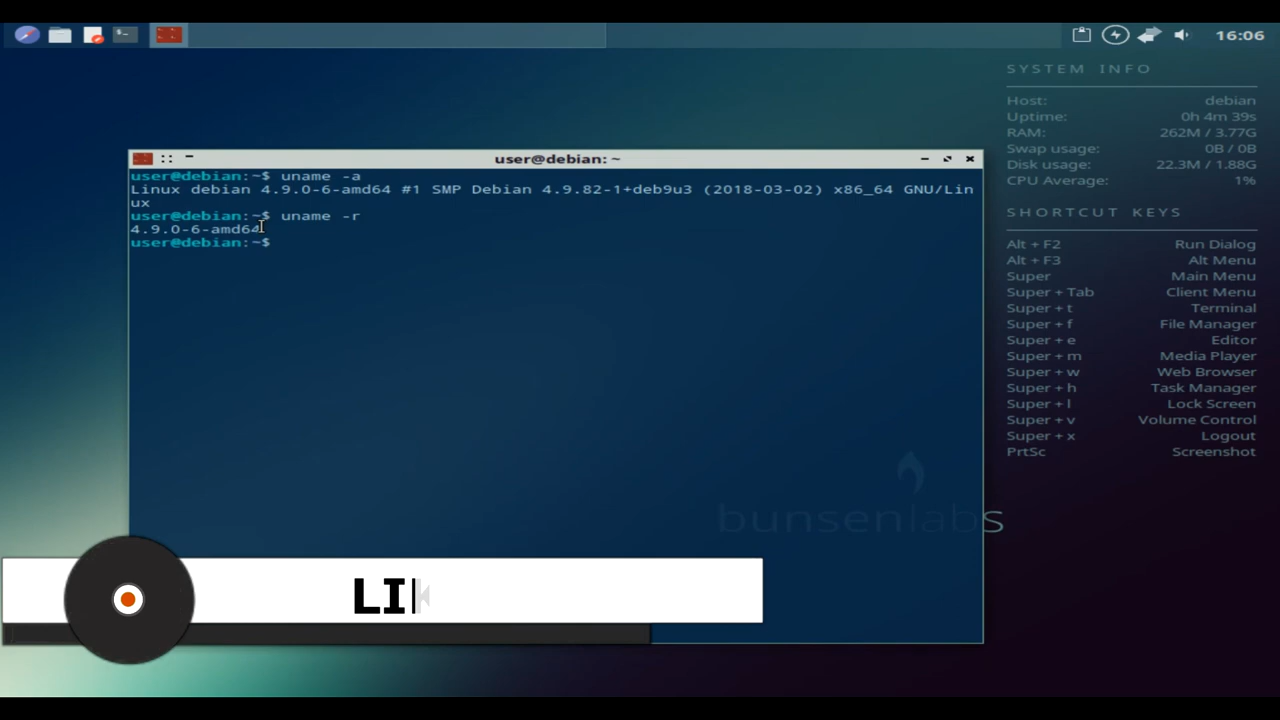 16:06
SYSTEM INFO
Host: debian
Uptime: 0h 4m 39s
RAM: 262M / 3.77G
Swap usage: 0B / 0B
Disk usage: 22.3M / 1.88G
CPU Average: 1%
SHORTCUT KEYS
Alt + F2 Run Dialog
Alt + F3 Alt Menu
Super Main Menu
Super + Tab Client Menu
Super + t Terminal
Super + f File Manager
Super + e Editor
Super + m Media Player
Super + w Web Browser
Super + h Task Manager
Super + l Lock Screen
Super + v Volume Control
Super + x Logout
PrtSc Screenshot
user@debian: ~
user@debian:~$ uname -a
Linux debian 4.9.0-6-amd64 #1 SMP Debian 4.9.82-1+deb9u3 (2018-03-02) x86_64 GNU/Lin
ux
user@debian:~$ uname -r
4.9.0-6-amd64
user@debian:~$
bunsenlabs
LI